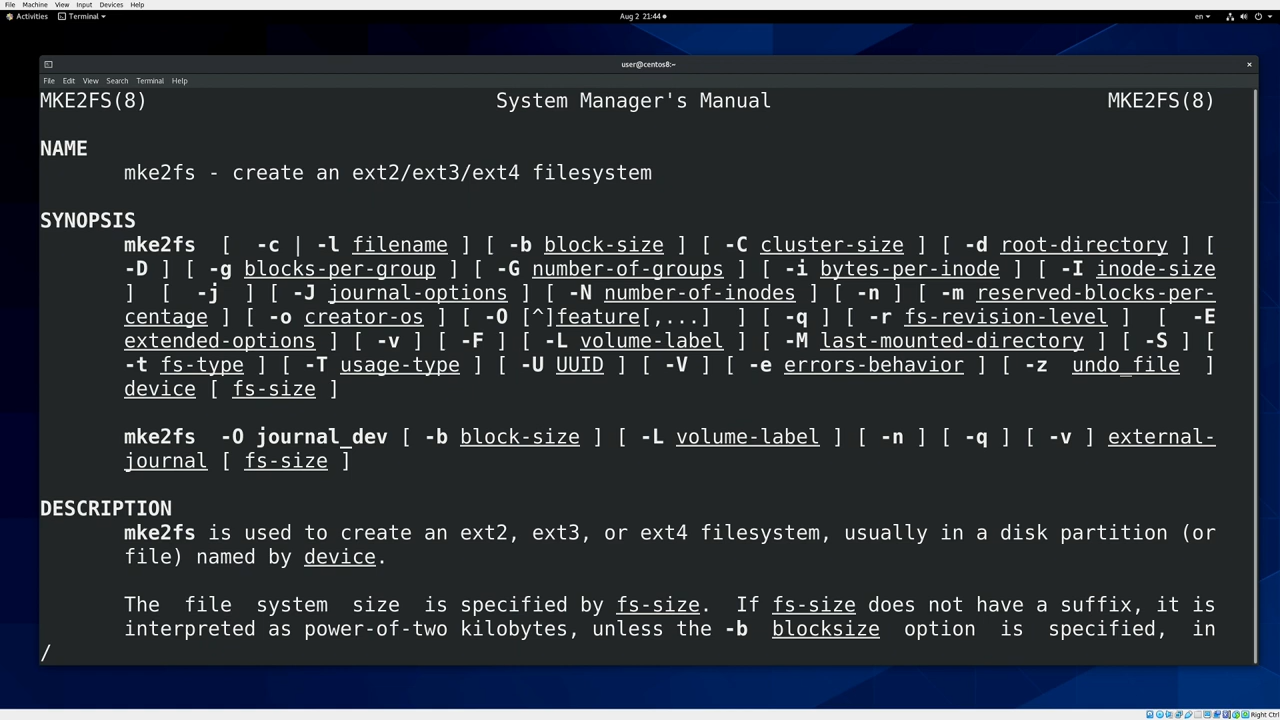 File Machine View Input Devices Help
Activities Terminal Aug 2 21:44 en
user@centos8:~
File Edit View Search Terminal Help
MKE2FS(8) System Manager's Manual MKE2FS(8)
NAME
mke2fs - create an ext2/ext3/ext4 filesystem
SYNOPSIS
mke2fs [ -c | -l filename ] [ -b block-size ] [ -C cluster-size ] [ -d root-directory ] [
-D ] [ -g blocks-per-group ] [ -G number-of-groups ] [ -i bytes-per-inode ] [ -I inode-size
] [ -j ] [ -J journal-options ] [ -N number-of-inodes ] [ -n ] [ -m reserved-blocks-per-
centage ] [ -o creator-os ] [ -O [^]feature[,...] ] [ -q ] [ -r fs-revision-level ] [ -E
extended-options ] [ -v ] [ -F ] [ -L volume-label ] [ -M last-mounted-directory ] [ -S ] [
-t fs-type ] [ -T usage-type ] [ -U UUID ] [ -V ] [ -e errors-behavior ] [ -z undo_file ]
device [ fs-size ]
mke2fs -O journal_dev [ -b block-size ] [ -L volume-label ] [ -n ] [ -q ] [ -v ] external-
journal [ fs-size ]
DESCRIPTION
mke2fs is used to create an ext2, ext3, or ext4 filesystem, usually in a disk partition (or
file) named by device.
The file system size is specified by fs-size. If fs-size does not have a suffix, it is
interpreted as power-of-two kilobytes, unless the -b blocksize option is specified, in
/
Right Ctrl